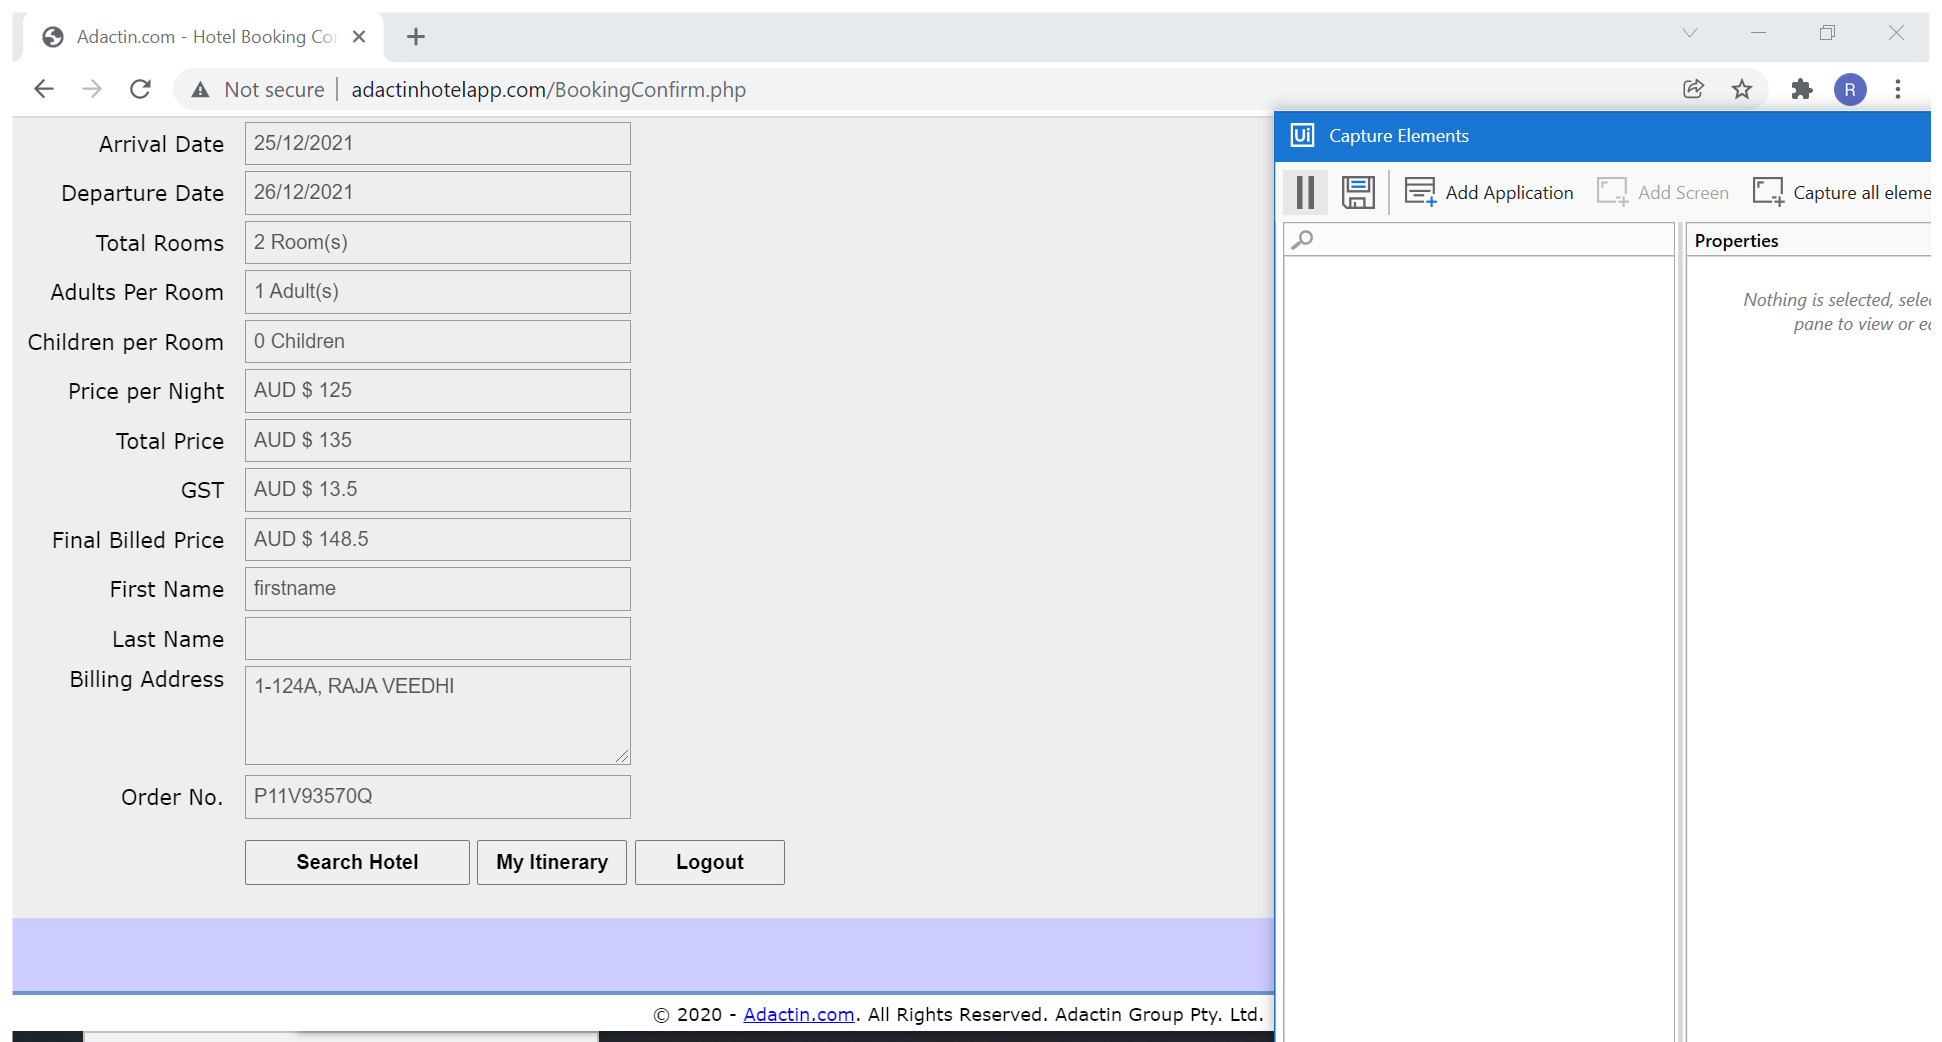 Adactin.com - Hotel Booking Cor
Not secure | adactinhotelapp.com/BookingConfirm.php
R
Arrival Date 25/12/2021
Departure Date 26/12/2021
Total Rooms 2 Room(s)
Adults Per Room 1 Adult(s)
Children per Room 0 Children
Price per Night AUD $ 125
Total Price AUD $ 135
GST AUD $ 13.5
Final Billed Price AUD $ 148.5
First Name firstname
Last Name
Billing Address 1-124A, RAJA VEEDHI
Order No. P11V93570Q
Search Hotel My Itinerary Logout
© 2020 - Adactin.com. All Rights Reserved. Adactin Group Pty. Ltd.
Ui Capture Elements
Add Application Add Screen Capture all eleme
Properties
Nothing is selected, sele
pane to view or e